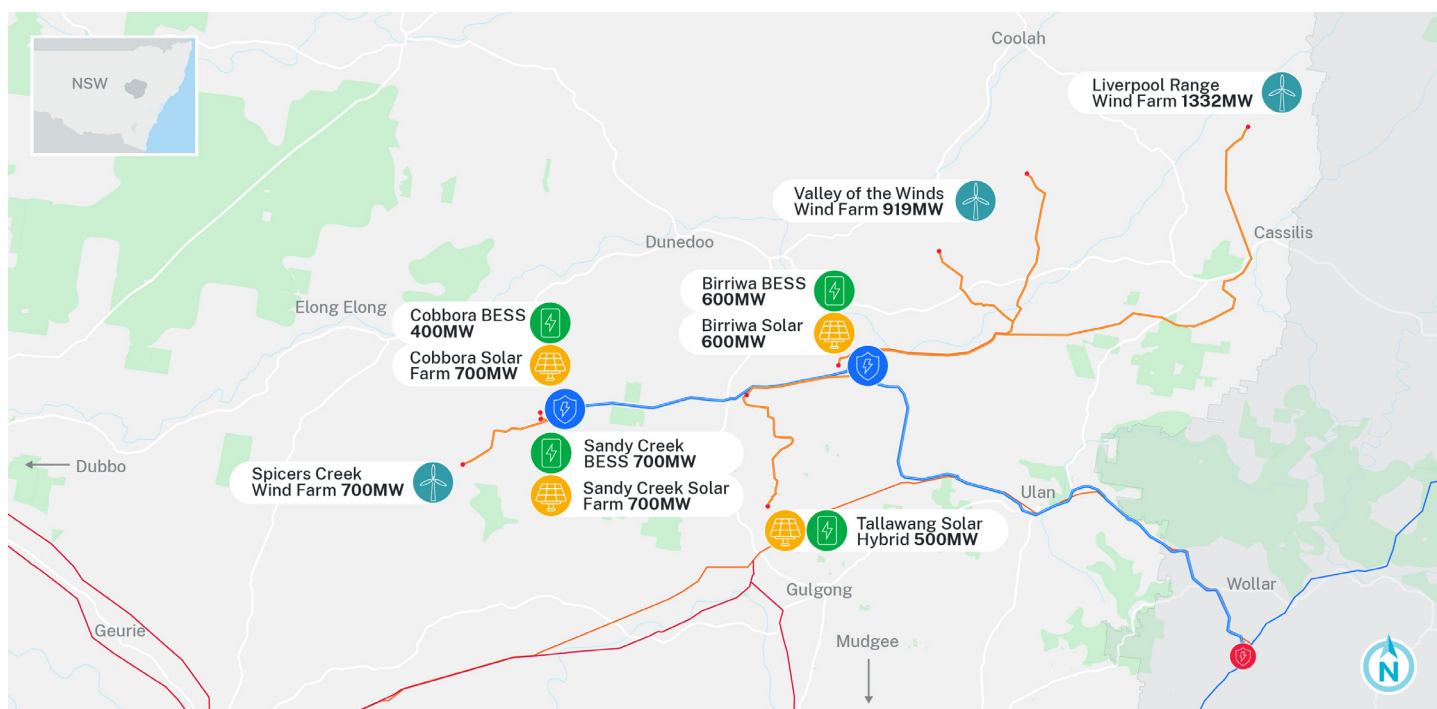 NSW
Coolah
Liverpool Range
Wind Farm 1332MW
Valley of the Winds
Wind Farm 919MW
Cassilis
Dunedoo
Birriwa BESS
600MW
Elong Elong
Cobbora BESS
400MW
Birriwa Solar
600MW
Cobbora Solar
Farm 700MW
Sandy Creek
BESS 700MW
Dubbo
Spicers Creek
Wind Farm 700MW
Sandy Creek Solar
Farm 700MW
Ulan
Tallawang Solar
Hybrid 500MW
Gulgong
Wollar
Geurie
Mudgee
N